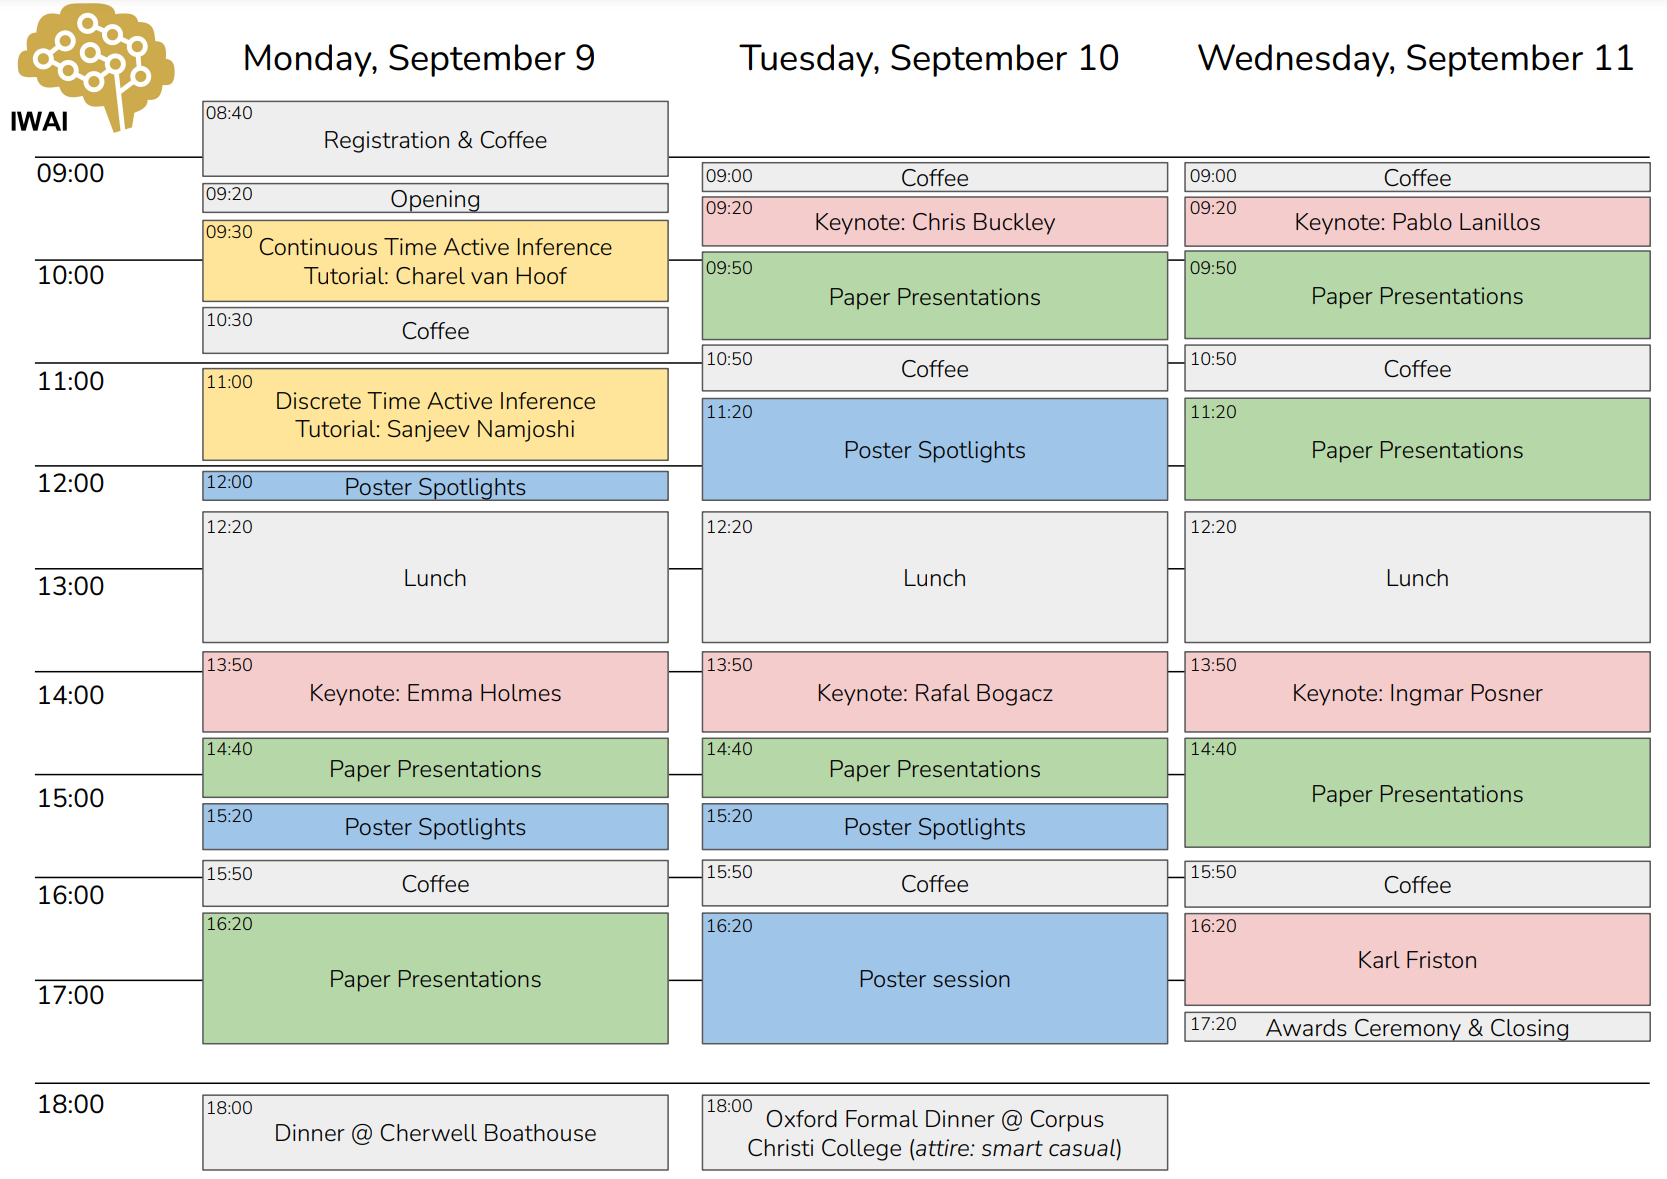 IWAI
Monday, September 9
Tuesday, September 10
Wednesday, September 11
09:00
10:00
11:00
12:00
13:00
14:00
15:00
16:00
17:00
18:00
08:40
Registration & Coffee
09:20
Opening
09:30
Continuous Time Active Inference
Tutorial: Charel van Hoof
10:30
Coffee
11:00
Discrete Time Active Inference
Tutorial: Sanjeev Namjoshi
12:00
Poster Spotlights
12:20
Lunch
13:50
Keynote: Emma Holmes
14:40
Paper Presentations
15:20
Poster Spotlights
15:50
Coffee
16:20
Paper Presentations
18:00
Dinner @ Cherwell Boathouse
09:00
Coffee
09:20
Keynote: Chris Buckley
09:50
Paper Presentations
10:50
Coffee
11:20
Poster Spotlights
12:20
Lunch
13:50
Keynote: Rafal Bogacz
14:40
Paper Presentations
15:20
Poster Spotlights
15:50
Coffee
16:20
Poster session
18:00
Oxford Formal Dinner @ Corpus
Christi College (attire: smart casual)
09:00
Coffee
09:20
Keynote: Pablo Lanillos
09:50
Paper Presentations
10:50
Coffee
11:20
Paper Presentations
12:20
Lunch
13:50
Keynote: Ingmar Posner
14:40
Paper Presentations
15:50
Coffee
16:20
Karl Friston
17:20
Awards Ceremony & Closing